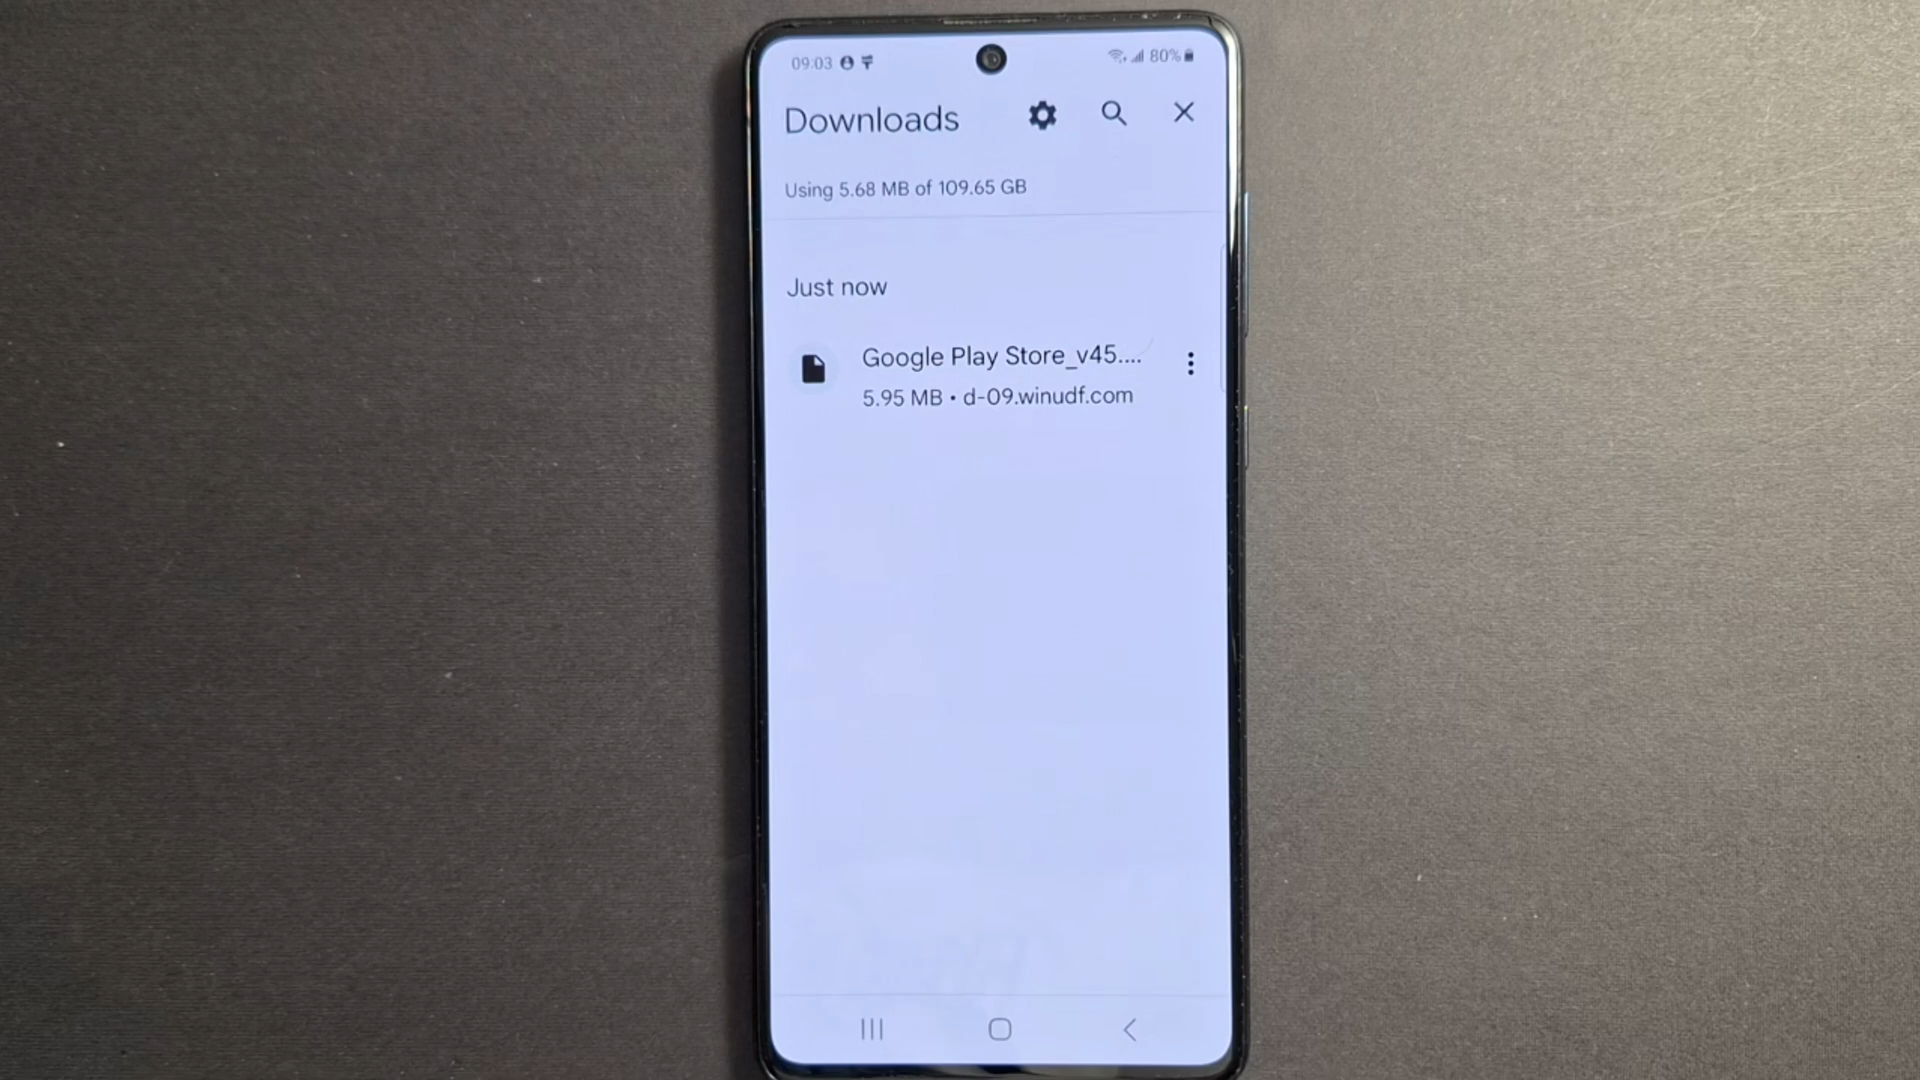 09:03
80%
Downloads
Using 5.68 MB of 109.65 GB
Just now
Google Play Store_v45....
5.95 MB • d-09.winudf.com